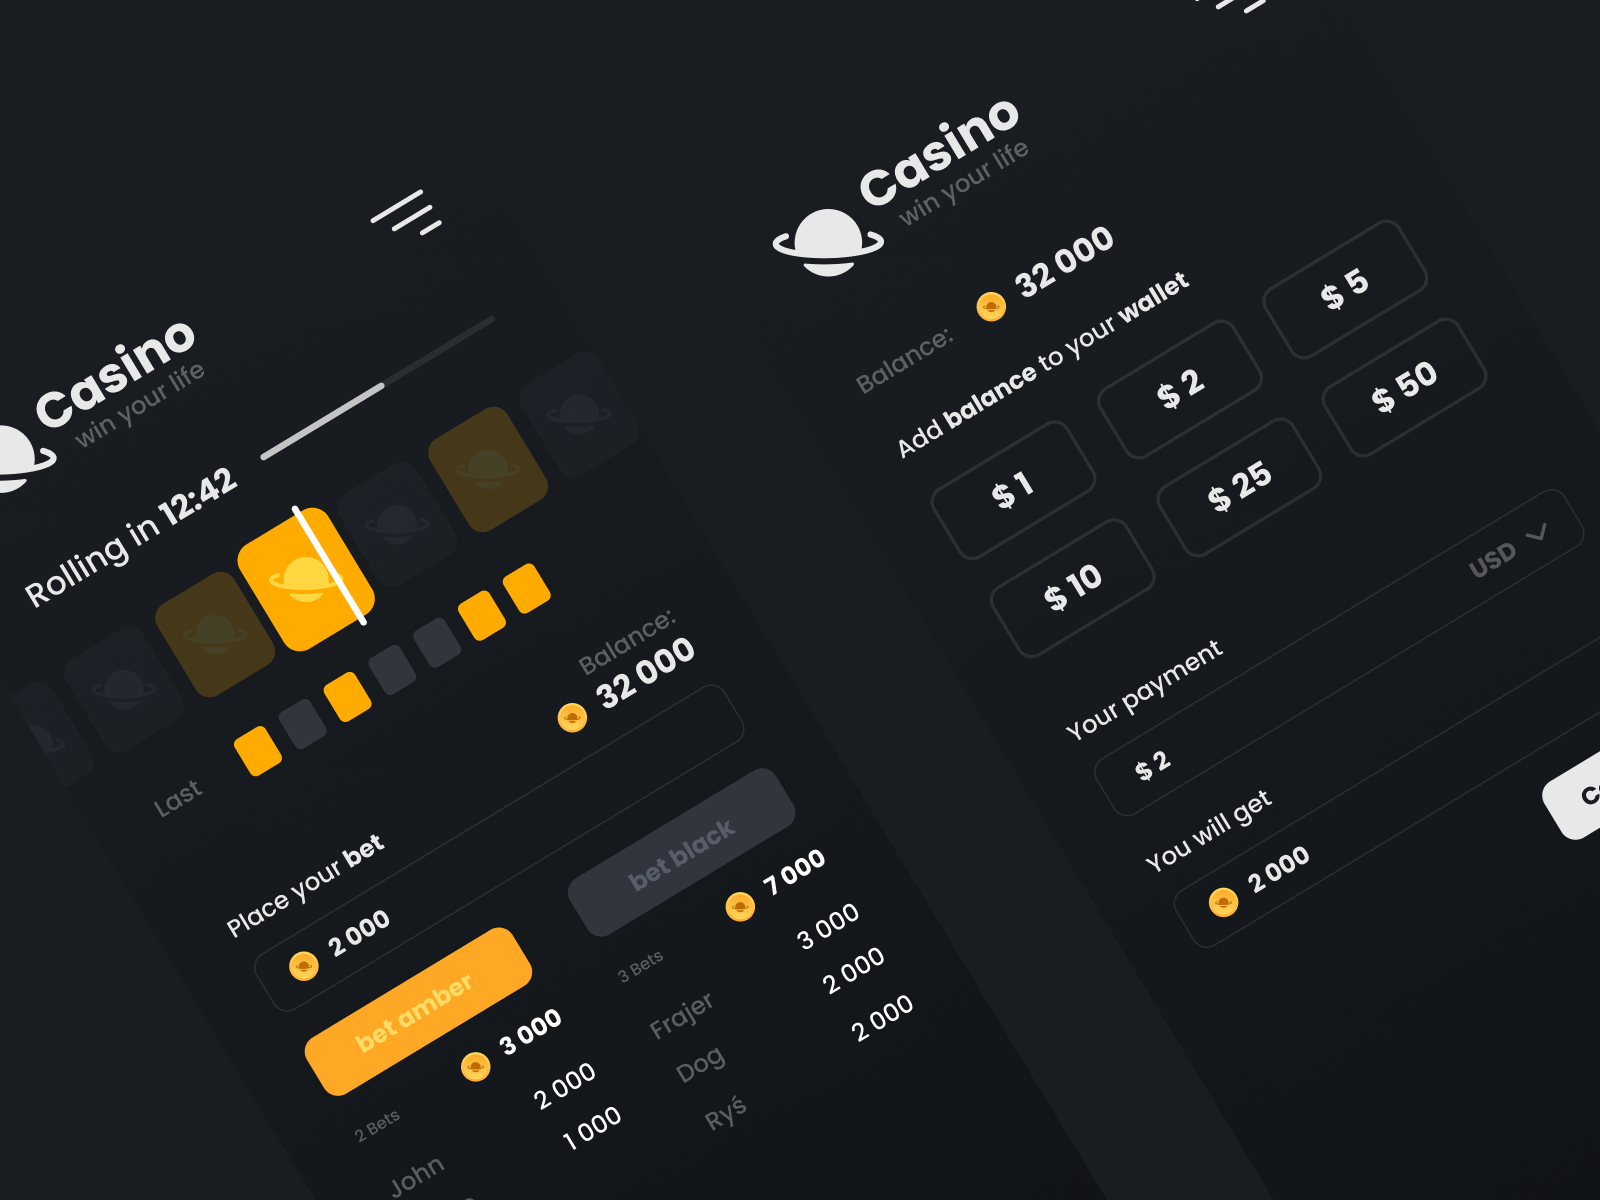 Casino
win your life
Rolling in 12:42
Last
Balance:
32 000
Place your bet
2 000
bet amber
bet black
3 000
2 Bets
2 000
1 000
John
7 000
3 Bets
Frajer
3 000
Dog
2 000
Ryś
2 000
Casino
win your life
Balance:
32 000
Add balance to your wallet
$ 1
$ 2
$ 5
$ 10
$ 25
$ 50
Your payment
$ 2
USD
You will get
2 000